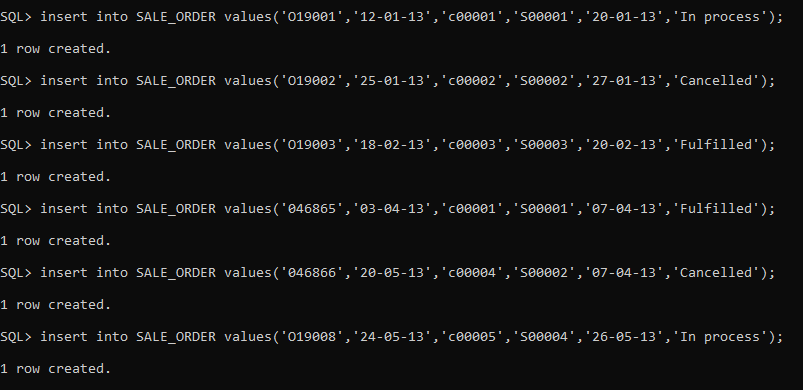 SQL> insert into SALE_ORDER values('O19001','12-01-13','c00001','S00001','20-01-13','In process');
1 row created.
SQL> insert into SALE_ORDER values('O19002','25-01-13','c00002','S00002','27-01-13','Cancelled');
1 row created.
SQL> insert into SALE_ORDER values('O19003','18-02-13','c00003','S00003','20-02-13','Fulfilled');
1 row created.
SQL> insert into SALE_ORDER values('046865','03-04-13','c00001','S00001','07-04-13','Fulfilled');
1 row created.
SQL> insert into SALE_ORDER values('046866','20-05-13','c00004','S00002','07-04-13','Cancelled');
1 row created.
SQL> insert into SALE_ORDER values('O19008','24-05-13','c00005','S00004','26-05-13','In process');
1 row created.